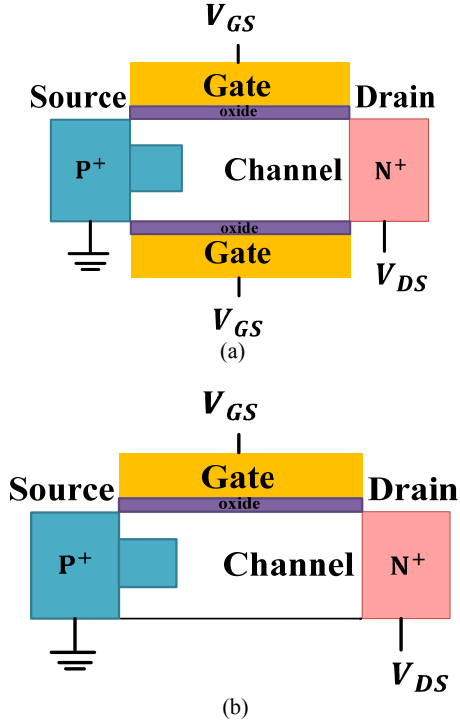 V_GS
Gate
Source oxide Drain
P+ Channel N+
oxide
Gate
V_DS
V_GS
(a)
V_GS
Gate
Source oxide Drain
P+ Channel N+
V_DS
(b)